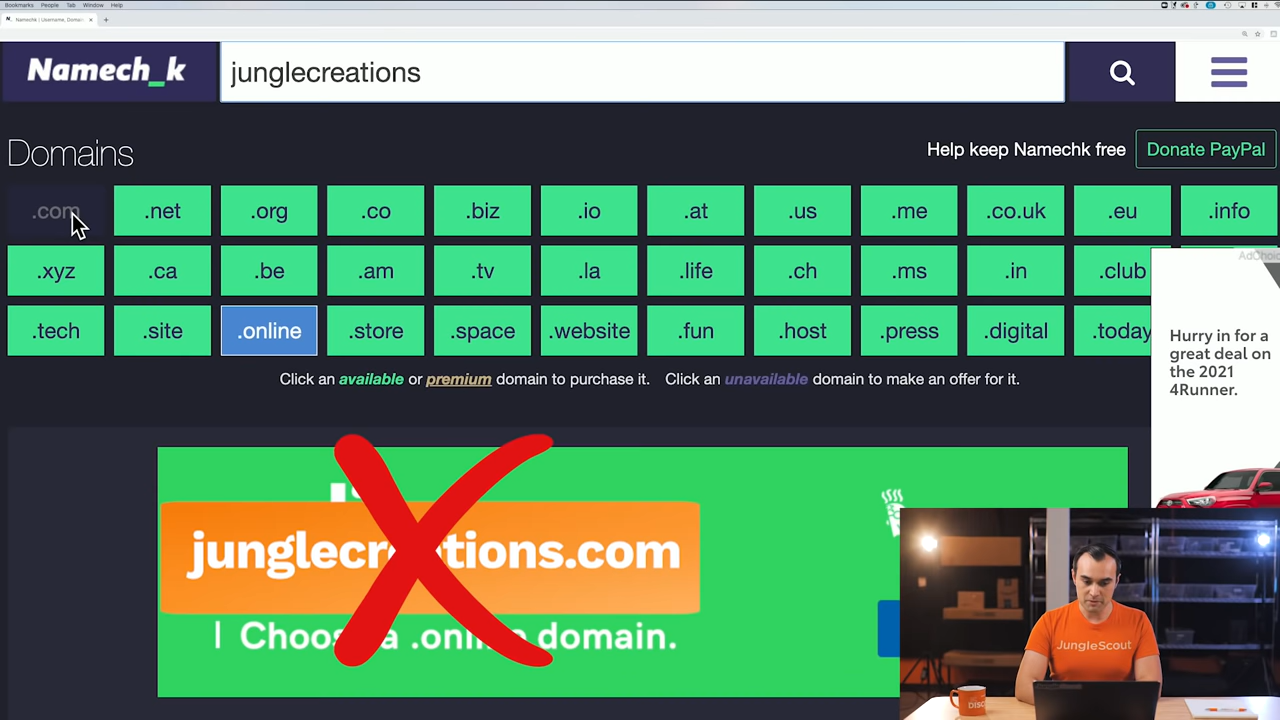 Bookmarks People Tab Window Help
Namechk | Username, Domain
Namech_k
junglecreations
Domains
Help keep Namechk free
Donate PayPal
.com .net .org .co .biz .io .at .us .me .co.uk .eu .info
.xyz .ca .be .am .tv .la .life .ch .ms .in .club
.tech .site .online .store .space .website .fun .host .press .digital .today
Click an available or premium domain to purchase it. Click an unavailable domain to make an offer for it.
Hurry in for a
great deal on
the 2021
4Runner.
junglecreations.com
Choose a .online domain.
JungleScout